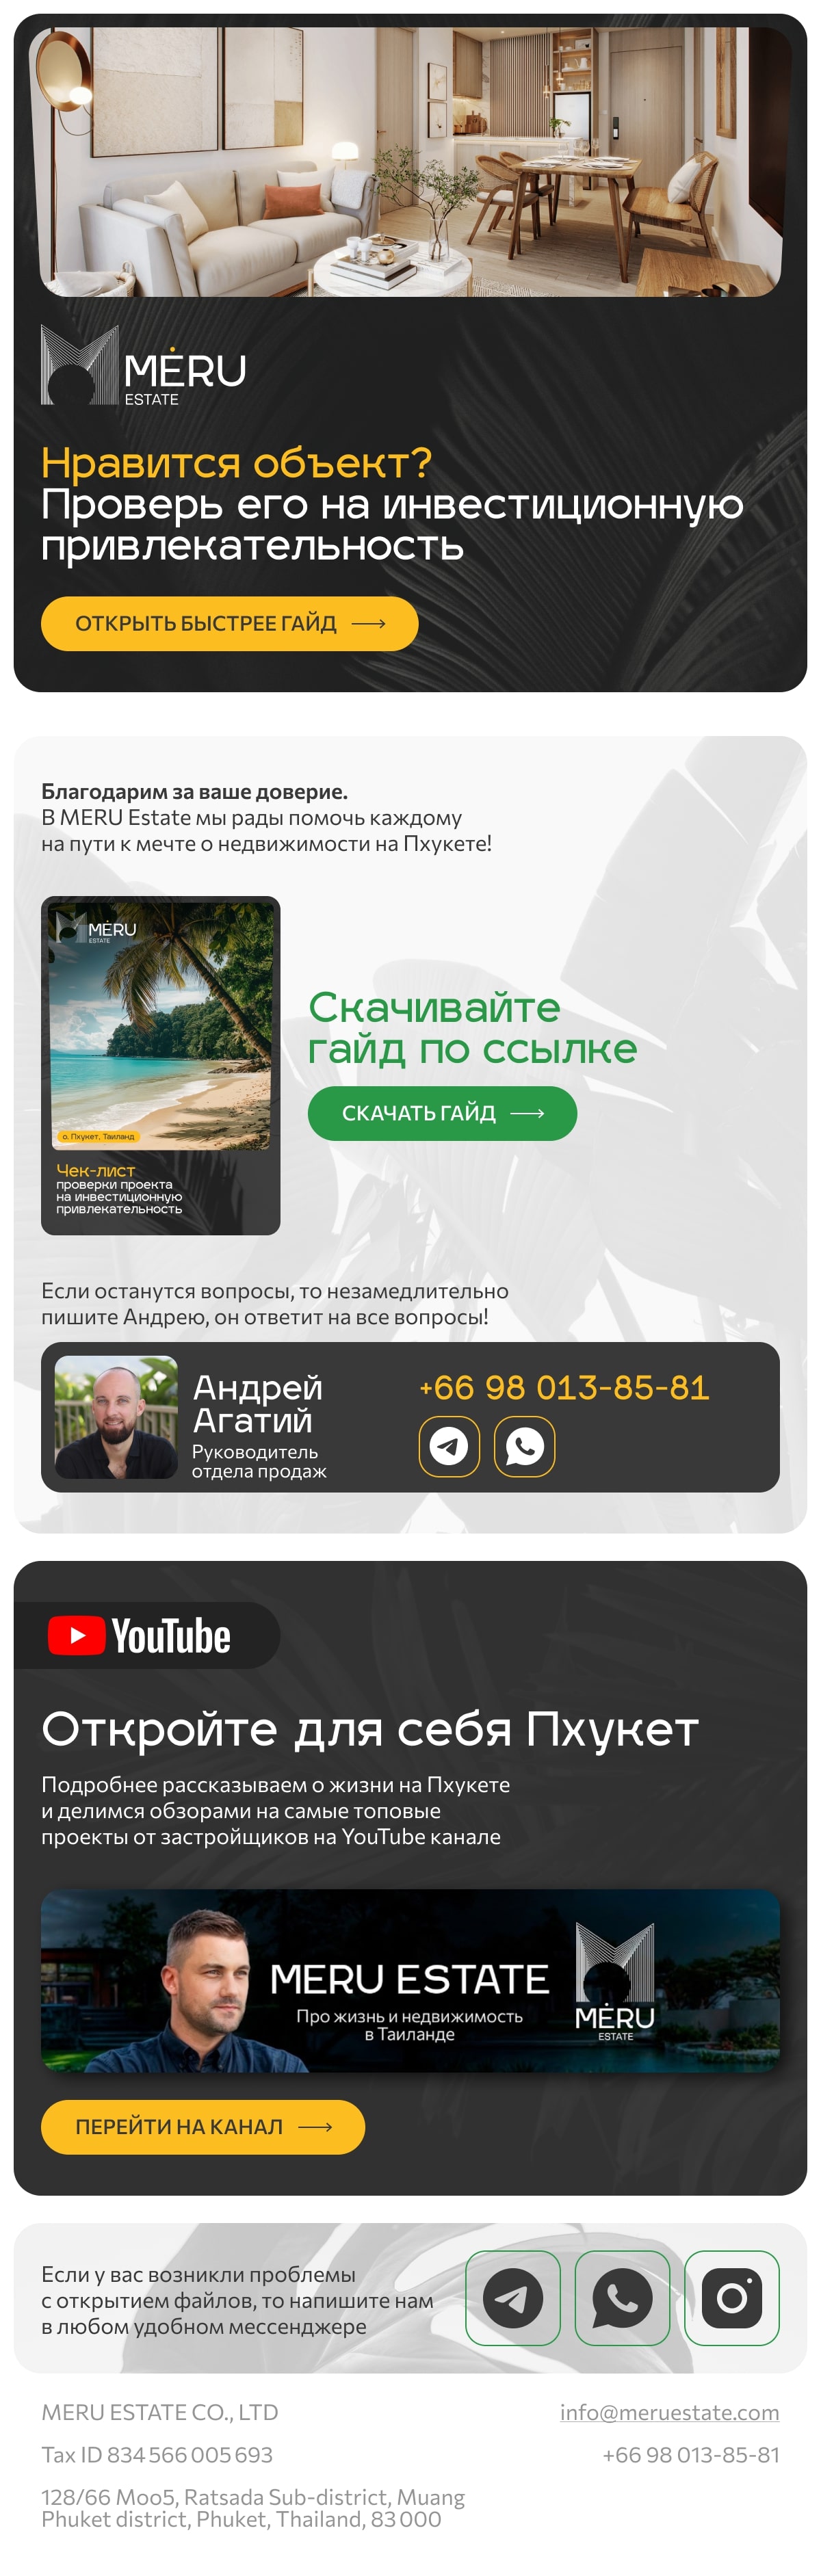 MERU
ESTATE
Нравится объект?
Проверь его на инвестиционную
привлекательность
ОТКРЫТЬ БЫСТРЕЕ ГАЙД
Благодарим за ваше доверие.
В MERU Estate мы рады помочь каждому
на пути к мечте о недвижимости на Пхукете!
MERU
ESTATE
о. Пхукет, Таиланд
Чек-лист
проверки проекта
на инвестиционную
привлекательность
Скачивайте
гайд по ссылке
СКАЧАТЬ ГАЙД
Если останутся вопросы, то незамедлительно
пишите Андрею, он ответит на все вопросы!
Андрей
Агатий
Руководитель
отдела продаж
+66 98 013-85-81
YouTube
Откройте для себя Пхукет
Подробнее рассказываем о жизни на Пхукете
и делимся обзорами на самые топовые
проекты от застройщиков на YouTube канале
MERU ESTATE
Про жизнь и недвижимость
в Таиланде
MERU
ESTATE
ПЕРЕЙТИ НА КАНАЛ
Если у вас возникли проблемы
с открытием файлов, то напишите нам
в любом удобном мессенджере
MERU ESTATE CO., LTD
info@meruestate.com
Tax ID 834 566 005 693
+66 98 013-85-81
128/66 Moo5, Ratsada Sub-district, Muang
Phuket district, Phuket, Thailand, 83 000